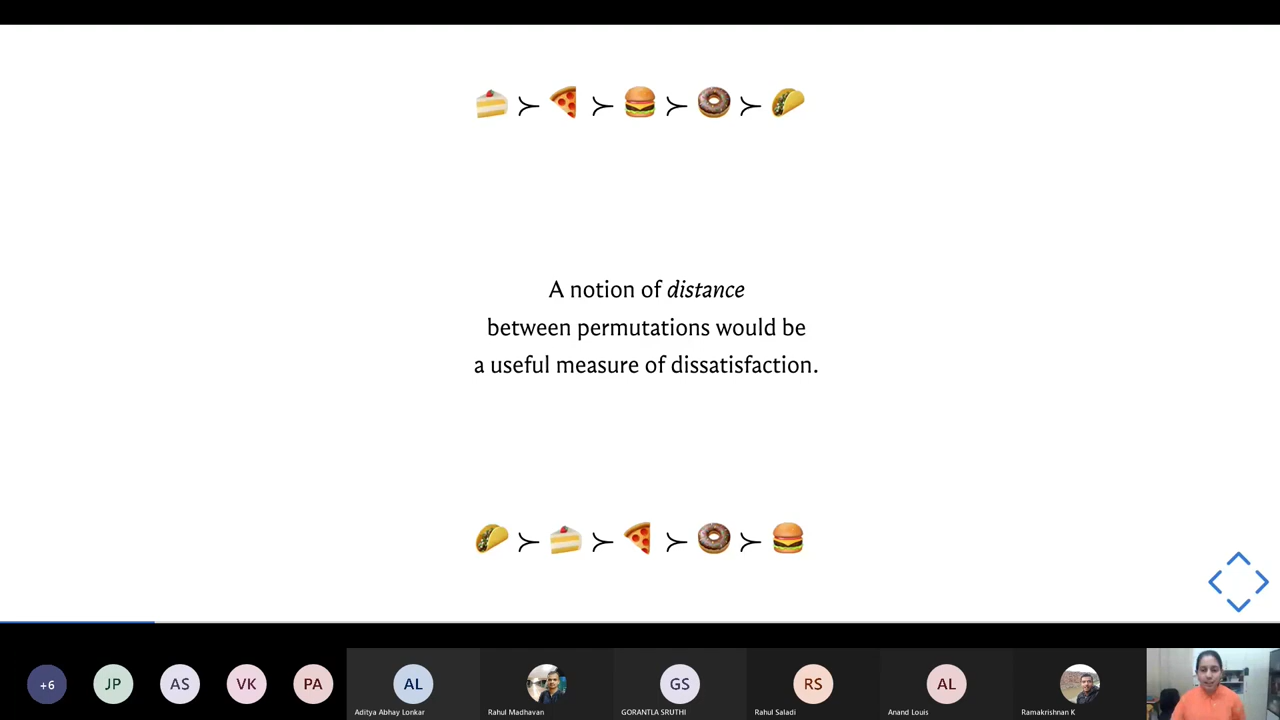 🍰 ≻ 🍕 ≻ 🍔 ≻ 🍩 ≻ 🌮
A notion of distance
between permutations would be
a useful measure of dissatisfaction.
🌮 ≻ 🍰 ≻ 🍕 ≻ 🍩 ≻ 🍔
+6 JP AS VK PA AL GS RS AL
Aditya Abhay Lonkar Rahul Madhavan GORANTLA SRUTHI Rahul Saladi Anand Louis Ramakrishnan K